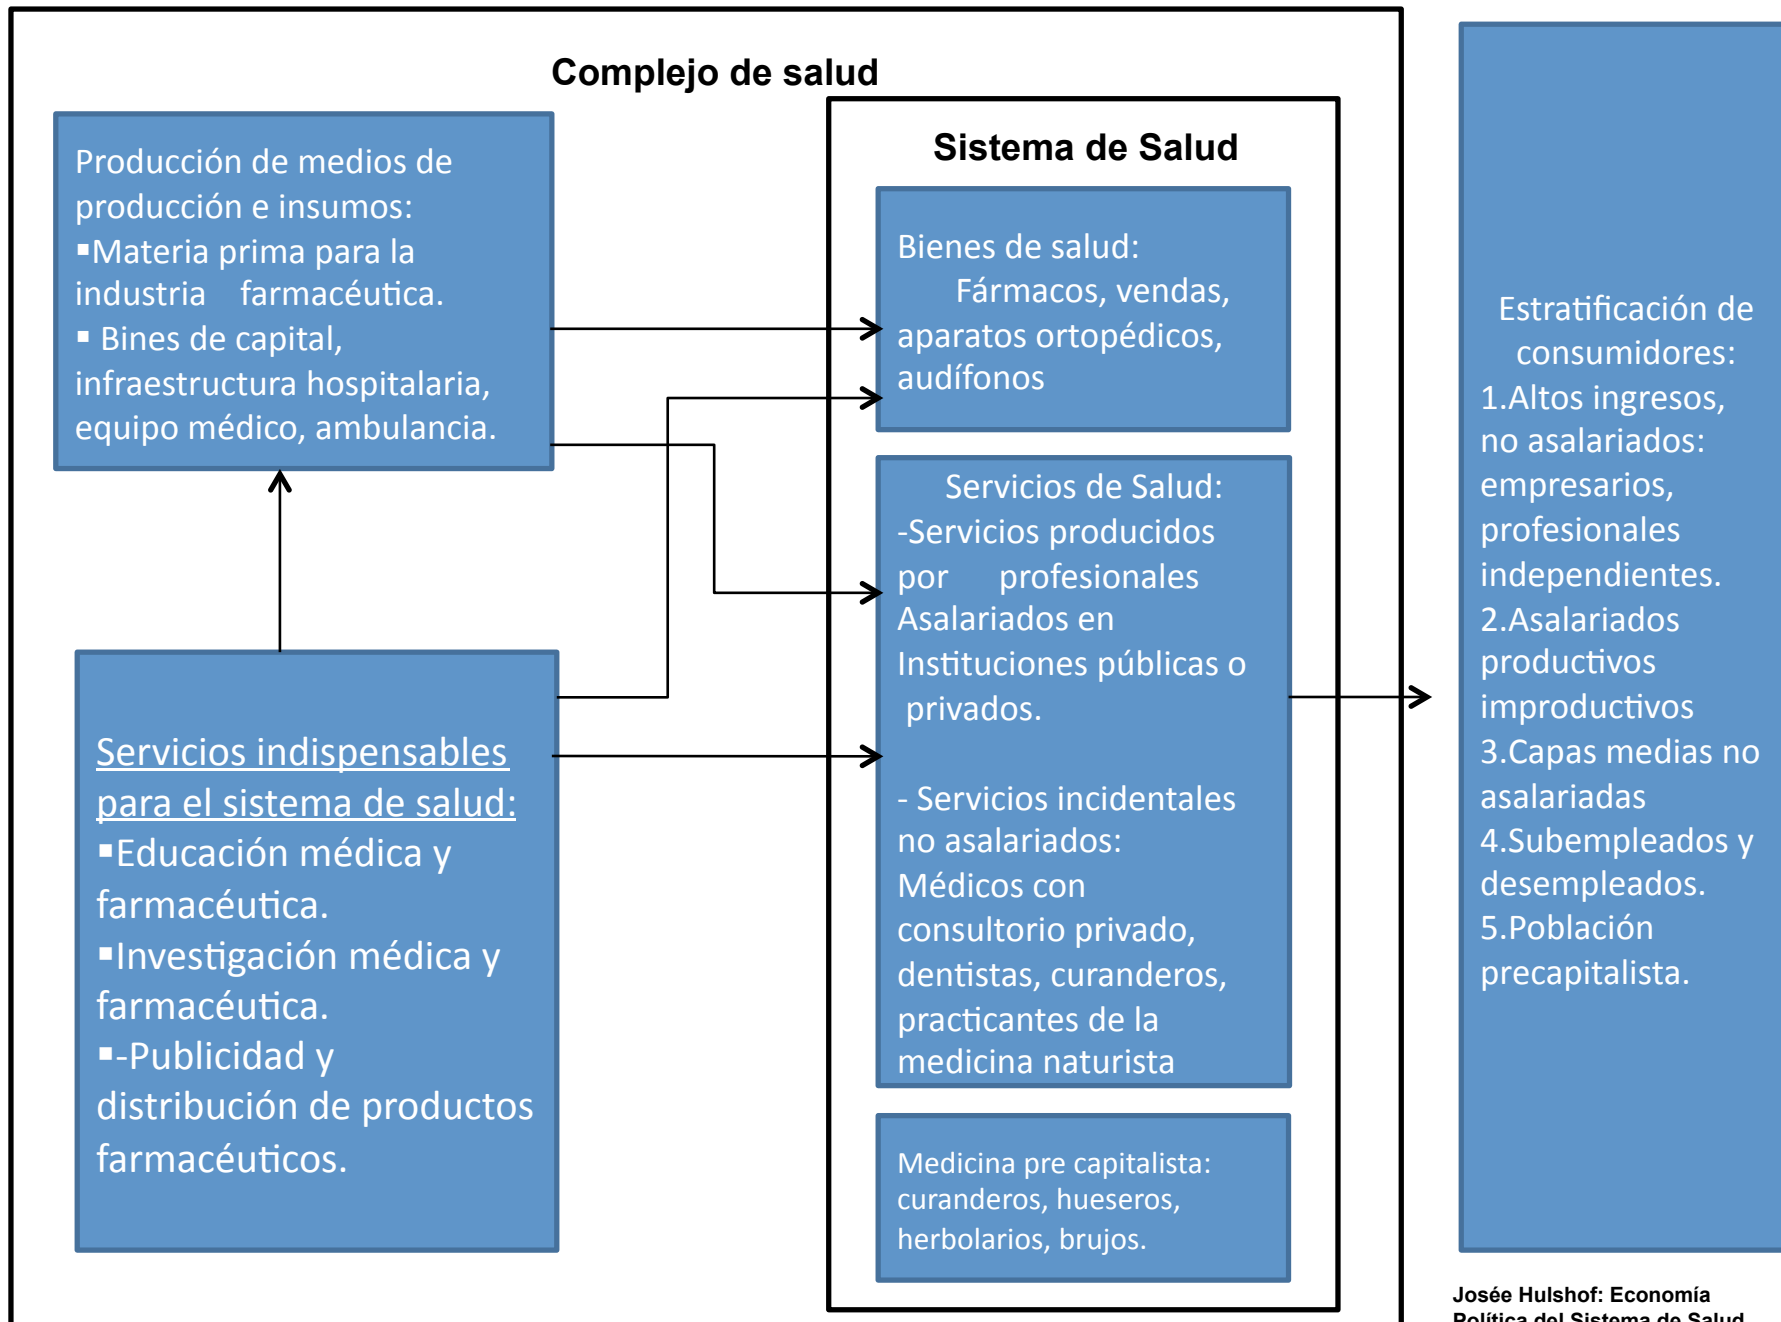 Complejo de salud
Producción de medios de
producción e insumos:
▪Materia prima para la
industria farmacéutica.
▪ Bines de capital,
infraestructura hospitalaria,
equipo médico, ambulancia.
Servicios indispensables
para el sistema de salud:
▪Educación médica y
farmacéutica.
▪Investigación médica y
farmacéutica.
▪-Publicidad y
distribución de productos
farmacéuticos.
Sistema de Salud
Bienes de salud:
Fármacos, vendas,
aparatos ortopédicos,
audífonos
Servicios de Salud:
-Servicios producidos
por profesionales
Asalariados en
Instituciones públicas o
privados.
- Servicios incidentales
no asalariados:
Médicos con
consultorio privado,
dentistas, curanderos,
practicantes de la
medicina naturista
Medicina pre capitalista:
curanderos, hueseros,
herbolarios, brujos.
Estratificación de
consumidores:
1.Altos ingresos,
no asalariados:
empresarios,
profesionales
independientes.
2.Asalariados
productivos
improductivos
3.Capas medias no
asalariadas
4.Subempleados y
desempleados.
5.Población
precapitalista.
Josée Hulshof: Economía
Política del Sistema de Salud